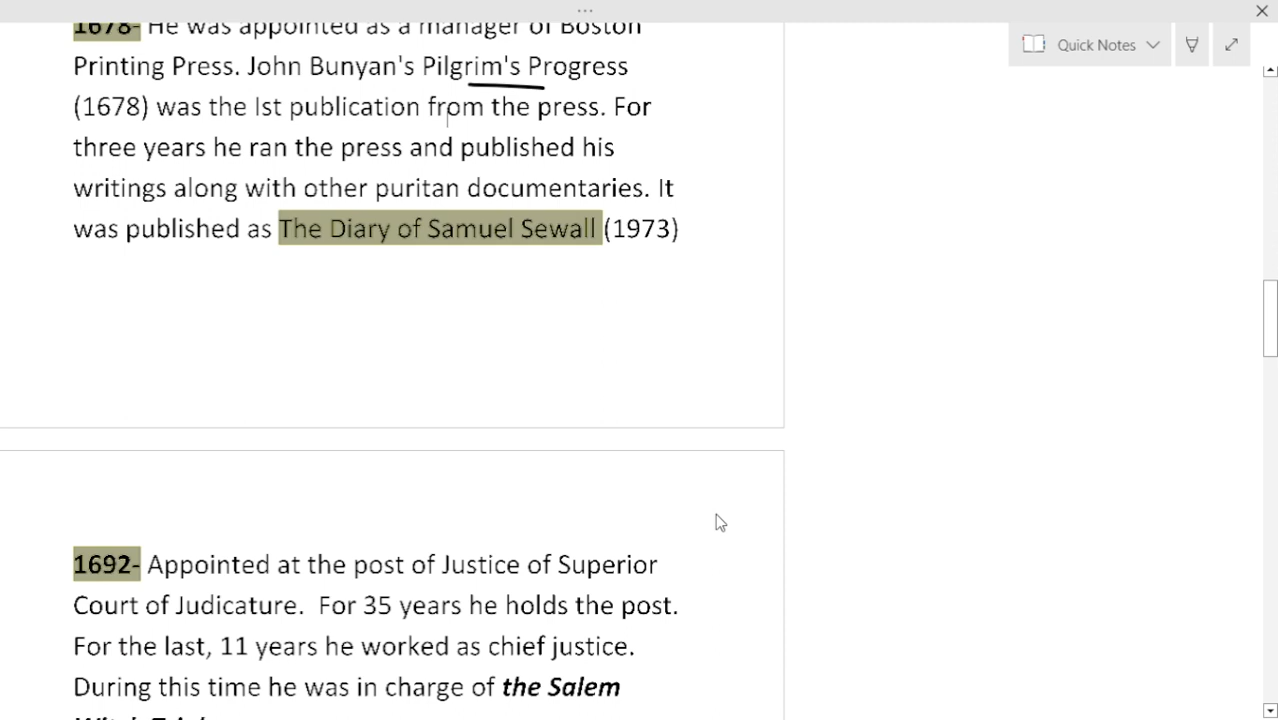 Quick Notes
1678- He was appointed as a manager of Boston
Printing Press. John Bunyan's Pilgrim's Progress
(1678) was the Ist publication from the press. For
three years he ran the press and published his
writings along with other puritan documentaries. It
was published as The Diary of Samuel Sewall (1973)
1692- Appointed at the post of Justice of Superior
Court of Judicature.  For 35 years he holds the post.
For the last, 11 years he worked as chief justice.
During this time he was in charge of the Salem
Witch Trial